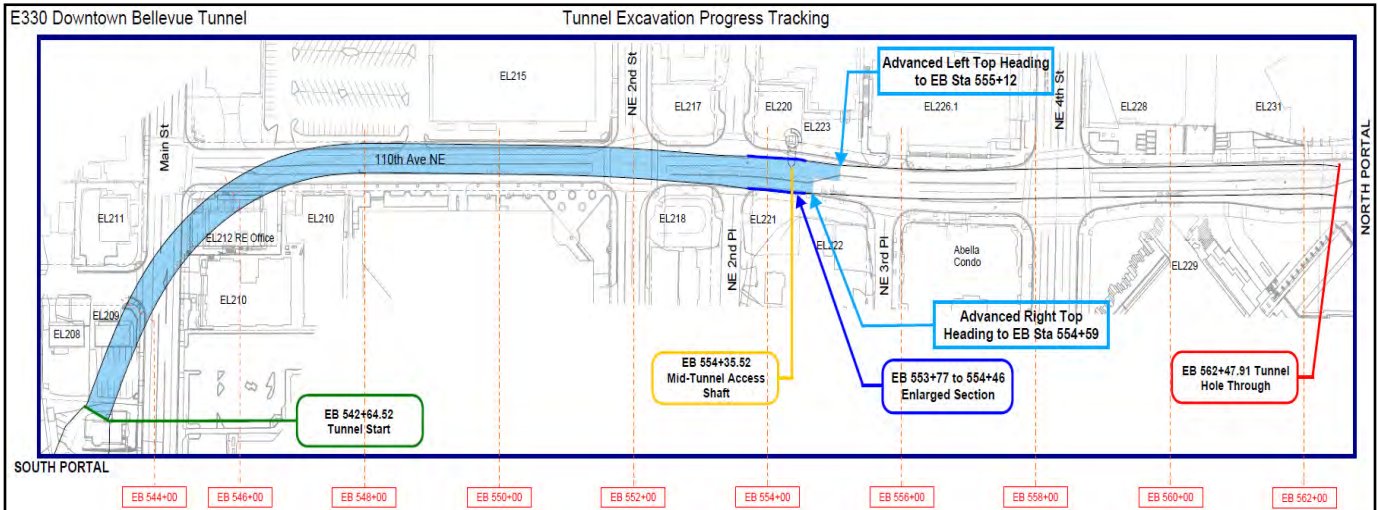 E330 Downtown Bellevue Tunnel
Tunnel Excavation Progress Tracking
Advanced Left Top Heading
to EB Sta 555+12
EL215
NE 2nd St
EL217
EL220
EL223
EL226.1
NE 4th St
EL228
EL231
Main St
110th Ave NE
NORTH PORTAL
EL211
EL212 RE Office
EL210
EL218
NE 2nd Pl
EL221
EL222
NE 3rd Pl
Abella
Condo
EL229
EL210
EL209
EL208
Advanced Right Top
Heading to EB Sta 554+59
EB 554+35.52
Mid-Tunnel Access
Shaft
EB 553+77 to 554+46
Enlarged Section
EB 562+47.91 Tunnel
Hole Through
EB 542+64.52
Tunnel Start
SOUTH PORTAL
EB 544+00
EB 546+00
EB 548+00
EB 550+00
EB 552+00
EB 554+00
EB 556+00
EB 558+00
EB 560+00
EB 562+00